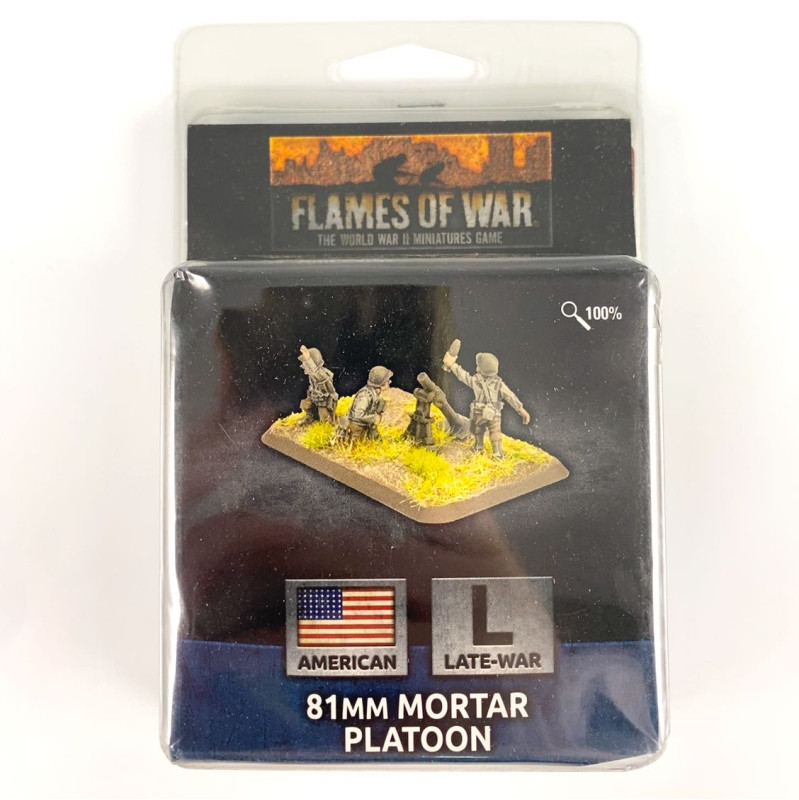 FLAMES OF WAR
THE WORLD WAR II MINIATURES GAME
100%
AMERICAN
L
LATE-WAR
81MM MORTAR
PLATOON